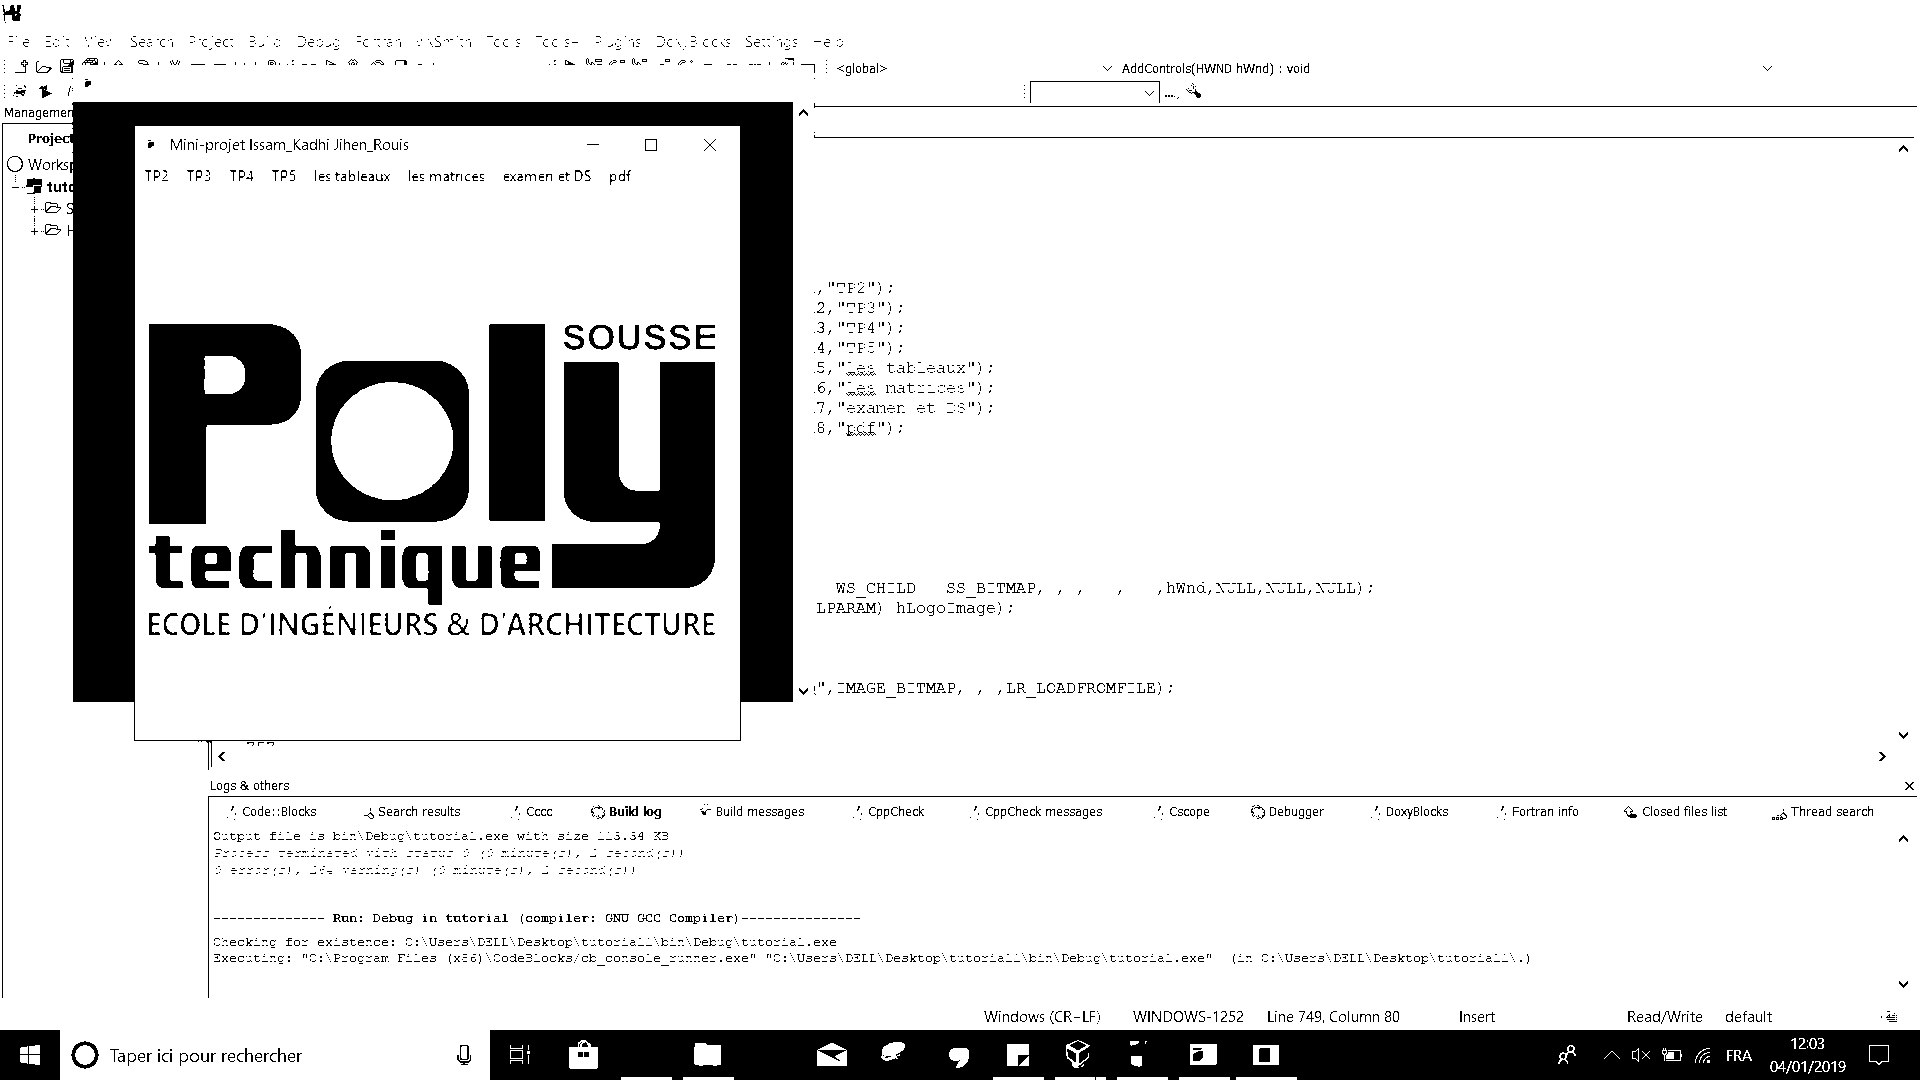 File Edit View Search Project Build Debug Fortran wxSmith Tools Tools+ Plugins DoxyBlocks Settings Help
<global> AddControls(HWND hWnd) : void
Management
Mini-projet Issam_Kadhi Jihen_Rouis
TP2 TP3 TP4 TP5 les tableaux les matrices examen et DS pdf
,"TP2");
2,"TP3");
3,"TP4");
4,"TP5");
5,"les tableaux");
6,"les matrices");
7,"examen et DS");
8,"pdf");
SOUSSE
Poly
technique
ECOLE D'INGÉNIEURS & D'ARCHITECTURE
WS_CHILD SS_BITMAP, , , , ,hWnd,NULL,NULL,NULL);
LPARAM) hLogoImage);
",IMAGE_BITMAP, , ,LR_LOADFROMFILE);
Logs & others
Code::Blocks Search results Cccc Build log Build messages CppCheck CppCheck messages Cscope Debugger DoxyBlocks Fortran info Closed files list Thread search
Output file is bin\Debug\tutorial.exe with size KB
Process terminated with status 0 (0 minute(s), second(s))
0 error(s), warning(s) (0 minute(s), second(s))
-------------- Run: Debug in tutorial (compiler: GNU GCC Compiler)---------------
Checking for existence: C:\Users\DELL\Desktop\tutorial1\bin\Debug\tutorial.exe
Executing: "C:\Program Files (x86)\CodeBlocks/cb_console_runner.exe" "C:\Users\DELL\Desktop\tutorial1\bin\Debug\tutorial.exe" (in C:\Users\DELL\Desktop\tutorial1\.)
Windows (CR-LF) WINDOWS-1252 Line 749, Column 80 Insert Read/Write default
Taper ici pour rechercher
FRA
12:03
04/01/2019